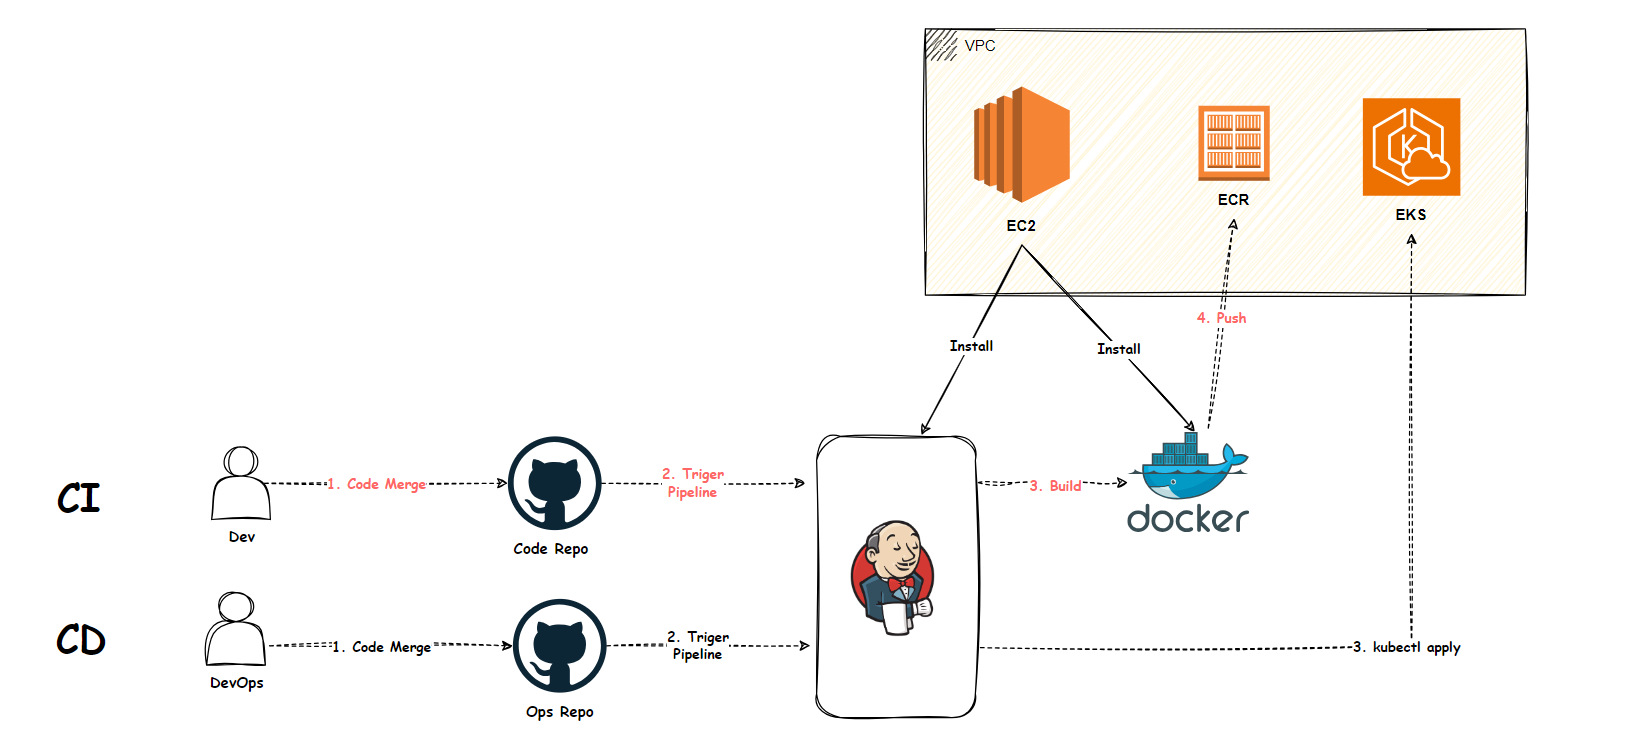 VPC
EC2
ECR
EKS
4. Push
Install
Install
CI
Dev
1. Code Merge
Code Repo
2. Triger
Pipeline
3. Build
docker
CD
DevOps
1. Code Merge
Ops Repo
2. Triger
Pipeline
3. kubectl apply